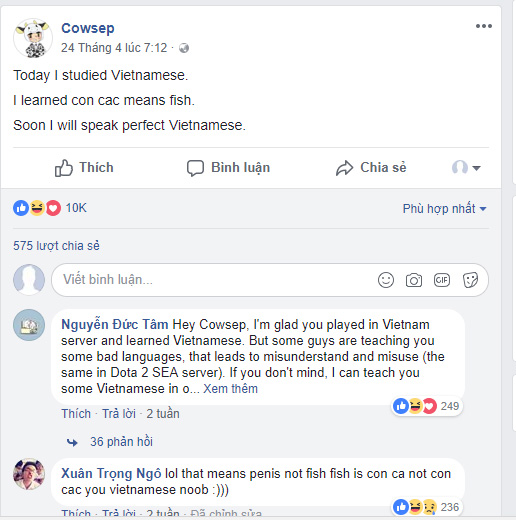 Cowsep
24 Tháng 4 lúc 7:12 ·
Today I studied Vietnamese.
I learned con cac means fish.
Soon I will speak perfect Vietnamese.
Thích Bình luận Chia sẻ
10K Phù hợp nhất
575 lượt chia sẻ
Viết bình luận... GIF
Nguyễn Đức Tâm Hey Cowsep, I'm glad you played in Vietnam
server and learned Vietnamese. But some guys are teaching you
some bad languages, that leads to misunderstand and misuse (the
same in Dota 2 SEA server). If you don't mind, I can teach you
some Vietnamese in o... Xem thêm
249
Thích · Trả lời · 2 tuần
36 phản hồi
Xuân Trọng Ngô lol that means penis not fish fish is con ca not con
cac you vietnamese noob :)))
236
Thích · Trả lời · 2 tuần · Đã chỉnh sửa